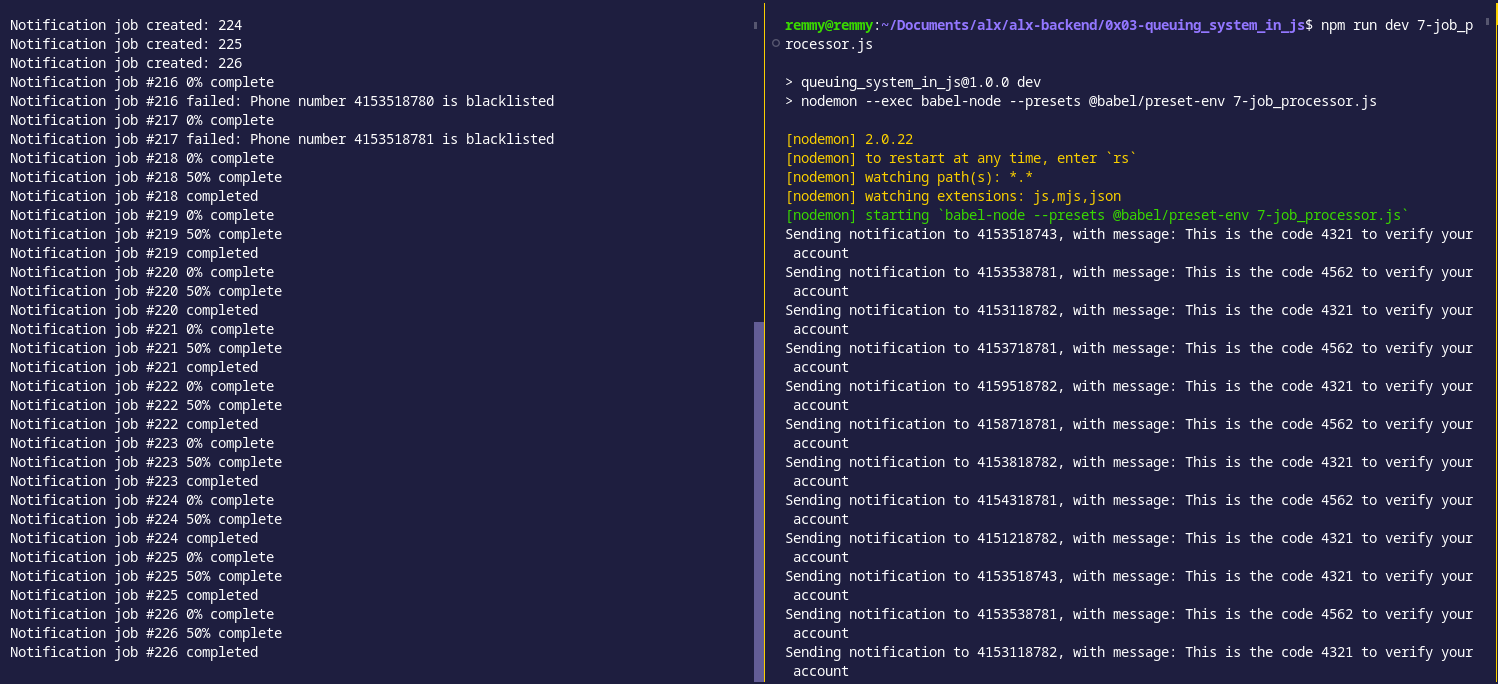 Notification job created: 224
Notification job created: 225
Notification job created: 226
Notification job #216 0% complete
Notification job #216 failed: Phone number 4153518780 is blacklisted
Notification job #217 0% complete
Notification job #217 failed: Phone number 4153518781 is blacklisted
Notification job #218 0% complete
Notification job #218 50% complete
Notification job #218 completed
Notification job #219 0% complete
Notification job #219 50% complete
Notification job #219 completed
Notification job #220 0% complete
Notification job #220 50% complete
Notification job #220 completed
Notification job #221 0% complete
Notification job #221 50% complete
Notification job #221 completed
Notification job #222 0% complete
Notification job #222 50% complete
Notification job #222 completed
Notification job #223 0% complete
Notification job #223 50% complete
Notification job #223 completed
Notification job #224 0% complete
Notification job #224 50% complete
Notification job #224 completed
Notification job #225 0% complete
Notification job #225 50% complete
Notification job #225 completed
Notification job #226 0% complete
Notification job #226 50% complete
Notification job #226 completed
remmy@remmy:~/Documents/alx/alx-backend/0x03-queuing_system_in_js$ npm run dev 7-job_p
rocessor.js
> queuing_system_in_js@1.0.0 dev
> nodemon --exec babel-node --presets @babel/preset-env 7-job_processor.js
[nodemon] 2.0.22
[nodemon] to restart at any time, enter `rs`
[nodemon] watching path(s): *.*
[nodemon] watching extensions: js,mjs,json
[nodemon] starting `babel-node --presets @babel/preset-env 7-job_processor.js`
Sending notification to 4153518743, with message: This is the code 4321 to verify your
account
Sending notification to 4153538781, with message: This is the code 4562 to verify your
account
Sending notification to 4153118782, with message: This is the code 4321 to verify your
account
Sending notification to 4153718781, with message: This is the code 4562 to verify your
account
Sending notification to 4159518782, with message: This is the code 4321 to verify your
account
Sending notification to 4158718781, with message: This is the code 4562 to verify your
account
Sending notification to 4153818782, with message: This is the code 4321 to verify your
account
Sending notification to 4154318781, with message: This is the code 4562 to verify your
account
Sending notification to 4151218782, with message: This is the code 4321 to verify your
account
Sending notification to 4153518743, with message: This is the code 4321 to verify your
account
Sending notification to 4153538781, with message: This is the code 4562 to verify your
account
Sending notification to 4153118782, with message: This is the code 4321 to verify your
account